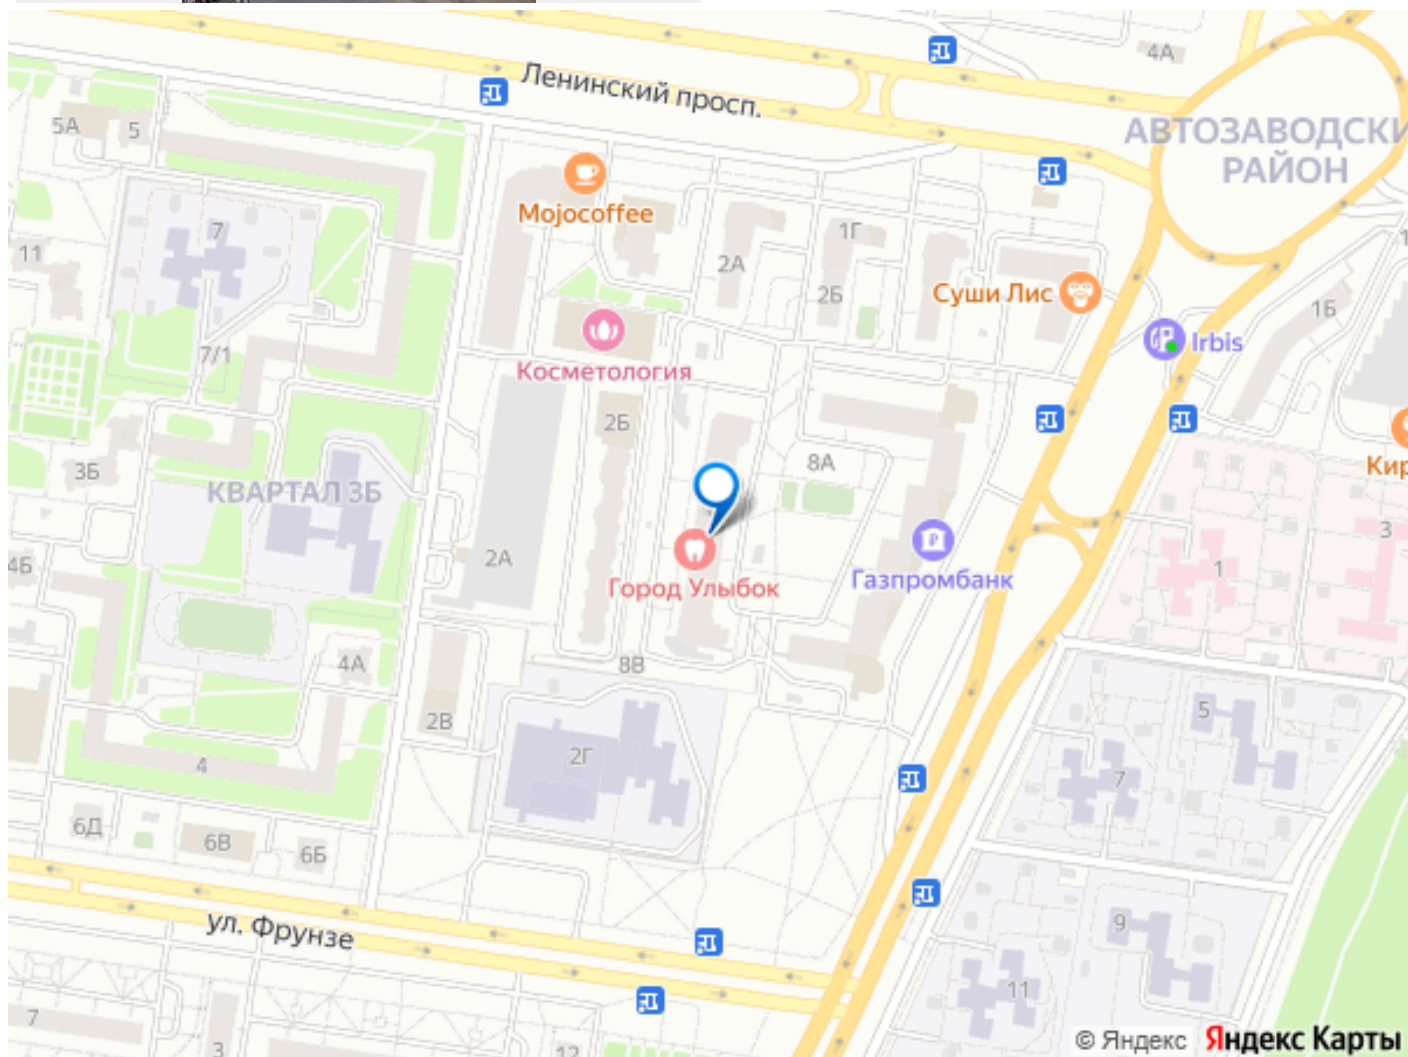 4А
Ленинский просп.
АВТОЗАВОДСКИ
РАЙОН
5А
5
Mojocoffee
7
1Г
11
2А
2Б
Суши Лис
1Б
Irbis
7/1
Косметология
2Б
3Б
8А
Кир
КВАРТАЛ 3Б
3
4Б
2А
Город Улыбок
Газпромбанк
1
4А
8В
2В
5
2Г
4
7
6Д
6В
6Б
ул. Фрунзе
9
11
7
3
12
© Яндекс Яндекс Карты